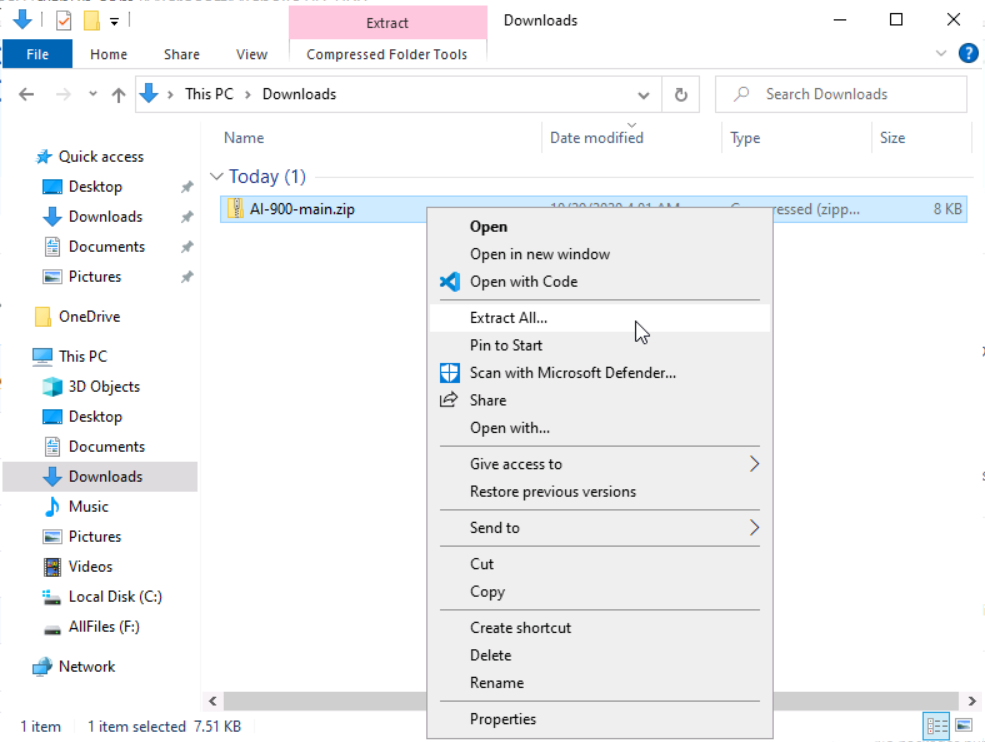 Extract
Downloads
File
Home
Share
View
Compressed Folder Tools
This PC
Downloads
Search Downloads
Name
Date modified
Type
Size
Quick access
Desktop
Downloads
Documents
Pictures
OneDrive
This PC
3D Objects
Desktop
Documents
Downloads
Music
Pictures
Videos
Local Disk (C:)
AllFiles (F:)
Network
Today (1)
AI-900-main.zip
(zipp...
8 KB
Open
Open in new window
Open with Code
Extract All...
Pin to Start
Scan with Microsoft Defender...
Share
Open with...
Give access to
Restore previous versions
Send to
Cut
Copy
Create shortcut
Delete
Rename
Properties
1 item
1 item selected 7.51 KB